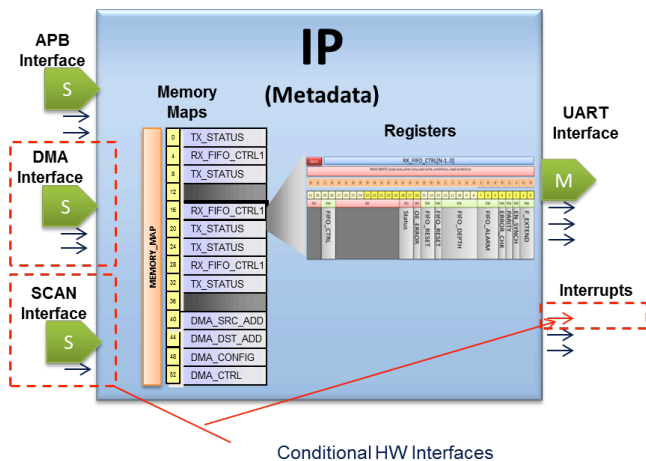 IP
(Metadata)
APB
Interface
S
DMA
Interface
S
SCAN
Interface
S
Memory
Maps
MEMORY_MAP
0 TX_STATUS
4 RX_FIFO_CTRL1
8 TX_STATUS
12
16 RX_FIFO_CTRL1
20 TX_STATUS
24 TX_STATUS
28 RX_FIFO_CTRL1
32 TX_STATUS
36
40 DMA_SRC_ADD
44 DMA_DST_ADD
48 DMA_CONFIG
52 DMA_CTRL
Registers
RX_FIFO_CTRL[N-1..0]
FIFO_CTRL
Status
OE_ERROR
FIFO_RESET
FIFO_RESET
FIFO_DEPTH
FIFO_ALARM
ERROR_CHK
PARITY
EN_SYNCH
F_EXTEND
UART
Interface
M
Interrupts
Conditional HW Interfaces